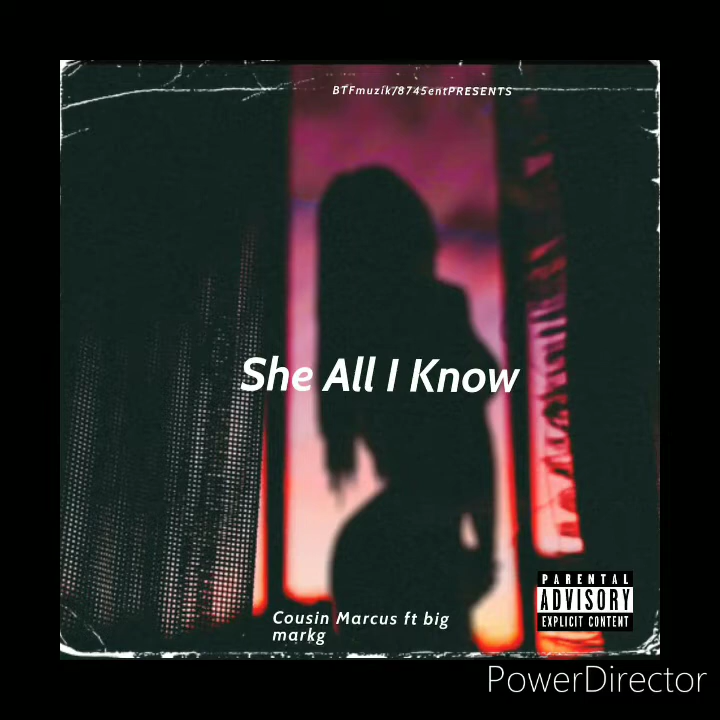 BTFmuzik/8745entPRESENTS
She All I Know
Cousin Marcus ft big
markg
PARENTAL
ADVISORY
EXPLICIT CONTENT
PowerDirector